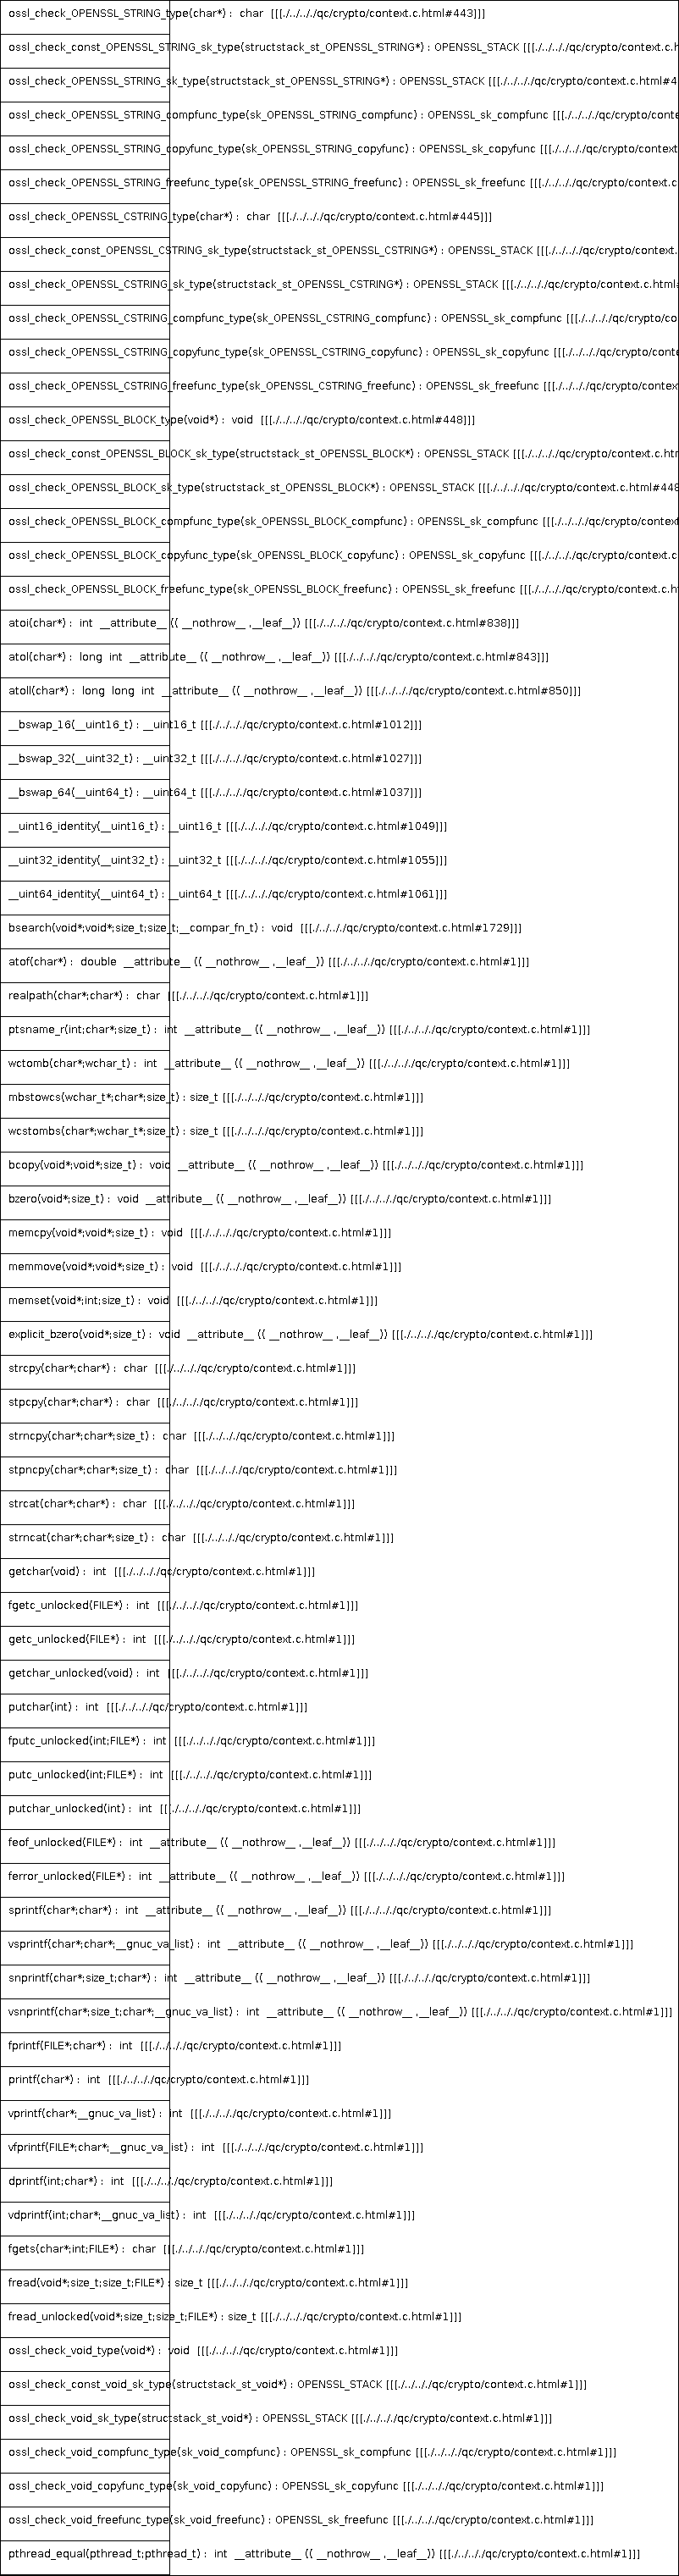 ossl_check_OPENSSL_STRING_type(char*) : char [[[./../../../qc/crypto/context.c.html#443]]]
ossl_check_const_OPENSSL_STRING_sk_type(structstack_st_OPENSSL_STRING*) : OPENSSL_STACK [[[./../../../qc/crypto/context.c.h
ossl_check_OPENSSL_STRING_sk_type(structstack_st_OPENSSL_STRING*) : OPENSSL_STACK [[[./../../../qc/crypto/context.c.html#4
ossl_check_OPENSSL_STRING_compfunc_type(sk_OPENSSL_STRING_compfunc) : OPENSSL_sk_compfunc [[[./../../../qc/crypto/conte
ossl_check_OPENSSL_STRING_copyfunc_type(sk_OPENSSL_STRING_copyfunc) : OPENSSL_sk_copyfunc [[[./../../../qc/crypto/context
ossl_check_OPENSSL_STRING_freefunc_type(sk_OPENSSL_STRING_freefunc) : OPENSSL_sk_freefunc [[[./../../../qc/crypto/context.c
ossl_check_OPENSSL_CSTRING_type(char*) : char [[[./../../../qc/crypto/context.c.html#445]]]
ossl_check_const_OPENSSL_CSTRING_sk_type(structstack_st_OPENSSL_CSTRING*) : OPENSSL_STACK [[[./../../../qc/crypto/context.
ossl_check_OPENSSL_CSTRING_sk_type(structstack_st_OPENSSL_CSTRING*) : OPENSSL_STACK [[[./../../../qc/crypto/context.c.html
ossl_check_OPENSSL_CSTRING_compfunc_type(sk_OPENSSL_CSTRING_compfunc) : OPENSSL_sk_compfunc [[[./../../../qc/crypto/co
ossl_check_OPENSSL_CSTRING_copyfunc_type(sk_OPENSSL_CSTRING_copyfunc) : OPENSSL_sk_copyfunc [[[./../../../qc/crypto/conte
ossl_check_OPENSSL_CSTRING_freefunc_type(sk_OPENSSL_CSTRING_freefunc) : OPENSSL_sk_freefunc [[[./../../../qc/crypto/context
ossl_check_OPENSSL_BLOCK_type(void*) : void [[[./../../../qc/crypto/context.c.html#448]]]
ossl_check_const_OPENSSL_BLOCK_sk_type(structstack_st_OPENSSL_BLOCK*) : OPENSSL_STACK [[[./../../../qc/crypto/context.c.htm
ossl_check_OPENSSL_BLOCK_sk_type(structstack_st_OPENSSL_BLOCK*) : OPENSSL_STACK [[[./../../../qc/crypto/context.c.html#448
ossl_check_OPENSSL_BLOCK_compfunc_type(sk_OPENSSL_BLOCK_compfunc) : OPENSSL_sk_compfunc [[[./../../../qc/crypto/context
ossl_check_OPENSSL_BLOCK_copyfunc_type(sk_OPENSSL_BLOCK_copyfunc) : OPENSSL_sk_copyfunc [[[./../../../qc/crypto/context.c
ossl_check_OPENSSL_BLOCK_freefunc_type(sk_OPENSSL_BLOCK_freefunc) : OPENSSL_sk_freefunc [[[./../../../qc/crypto/context.c.h
atoi(char*) : int __attribute__ (( __nothrow__ ,__leaf__)) [[[./../../../qc/crypto/context.c.html#838]]]
atol(char*) : long int __attribute__ (( __nothrow__ ,__leaf__)) [[[./../../../qc/crypto/context.c.html#843]]]
atoll(char*) : long long int __attribute__ (( __nothrow__ ,__leaf__)) [[[./../../../qc/crypto/context.c.html#850]]]
__bswap_16(__uint16_t) : __uint16_t [[[./../../../qc/crypto/context.c.html#1012]]]
__bswap_32(__uint32_t) : __uint32_t [[[./../../../qc/crypto/context.c.html#1027]]]
__bswap_64(__uint64_t) : __uint64_t [[[./../../../qc/crypto/context.c.html#1037]]]
__uint16_identity(__uint16_t) : __uint16_t [[[./../../../qc/crypto/context.c.html#1049]]]
__uint32_identity(__uint32_t) : __uint32_t [[[./../../../qc/crypto/context.c.html#1055]]]
__uint64_identity(__uint64_t) : __uint64_t [[[./../../../qc/crypto/context.c.html#1061]]]
bsearch(void*;void*;size_t;size_t;__compar_fn_t) : void [[[./../../../qc/crypto/context.c.html#1729]]]
atof(char*) : double __attribute__ (( __nothrow__ ,__leaf__)) [[[./../../../qc/crypto/context.c.html#1]]]
realpath(char*;char*) : char [[[./../../../qc/crypto/context.c.html#1]]]
ptsname_r(int;char*;size_t) : int __attribute__ (( __nothrow__ ,__leaf__)) [[[./../../../qc/crypto/context.c.html#1]]]
wctomb(char*;wchar_t) : int __attribute__ (( __nothrow__ ,__leaf__)) [[[./../../../qc/crypto/context.c.html#1]]]
mbstowcs(wchar_t*;char*;size_t) : size_t [[[./../../../qc/crypto/context.c.html#1]]]
wcstombs(char*;wchar_t*;size_t) : size_t [[[./../../../qc/crypto/context.c.html#1]]]
bcopy(void*;void*;size_t) : void __attribute__ (( __nothrow__ ,__leaf__)) [[[./../../../qc/crypto/context.c.html#1]]]
bzero(void*;size_t) : void __attribute__ (( __nothrow__ ,__leaf__)) [[[./../../../qc/crypto/context.c.html#1]]]
memcpy(void*;void*;size_t) : void [[[./../../../qc/crypto/context.c.html#1]]]
memmove(void*;void*;size_t) : void [[[./../../../qc/crypto/context.c.html#1]]]
memset(void*;int;size_t) : void [[[./../../../qc/crypto/context.c.html#1]]]
explicit_bzero(void*;size_t) : void __attribute__ (( __nothrow__ ,__leaf__)) [[[./../../../qc/crypto/context.c.html#1]]]
strcpy(char*;char*) : char [[[./../../../qc/crypto/context.c.html#1]]]
stpcpy(char*;char*) : char [[[./../../../qc/crypto/context.c.html#1]]]
strncpy(char*;char*;size_t) : char [[[./../../../qc/crypto/context.c.html#1]]]
stpncpy(char*;char*;size_t) : char [[[./../../../qc/crypto/context.c.html#1]]]
strcat(char*;char*) : char [[[./../../../qc/crypto/context.c.html#1]]]
strncat(char*;char*;size_t) : char [[[./../../../qc/crypto/context.c.html#1]]]
getchar(void) : int [[[./../../../qc/crypto/context.c.html#1]]]
fgetc_unlocked(FILE*) : int [[[./../../../qc/crypto/context.c.html#1]]]
getc_unlocked(FILE*) : int [[[./../../../qc/crypto/context.c.html#1]]]
getchar_unlocked(void) : int [[[./../../../qc/crypto/context.c.html#1]]]
putchar(int) : int [[[./../../../qc/crypto/context.c.html#1]]]
fputc_unlocked(int;FILE*) : int [[[./../../../qc/crypto/context.c.html#1]]]
putc_unlocked(int;FILE*) : int [[[./../../../qc/crypto/context.c.html#1]]]
putchar_unlocked(int) : int [[[./../../../qc/crypto/context.c.html#1]]]
feof_unlocked(FILE*) : int __attribute__ (( __nothrow__ ,__leaf__)) [[[./../../../qc/crypto/context.c.html#1]]]
ferror_unlocked(FILE*) : int __attribute__ (( __nothrow__ ,__leaf__)) [[[./../../../qc/crypto/context.c.html#1]]]
sprintf(char*;char*) : int __attribute__ (( __nothrow__ ,__leaf__)) [[[./../../../qc/crypto/context.c.html#1]]]
vsprintf(char*;char*;__gnuc_va_list) : int __attribute__ (( __nothrow__ ,__leaf__)) [[[./../../../qc/crypto/context.c.html#1]]]
snprintf(char*;size_t;char*) : int __attribute__ (( __nothrow__ ,__leaf__)) [[[./../../../qc/crypto/context.c.html#1]]]
vsnprintf(char*;size_t;char*;__gnuc_va_list) : int __attribute__ (( __nothrow__ ,__leaf__)) [[[./../../../qc/crypto/context.c.html#1]]]
fprintf(FILE*;char*) : int [[[./../../../qc/crypto/context.c.html#1]]]
printf(char*) : int [[[./../../../qc/crypto/context.c.html#1]]]
vprintf(char*;__gnuc_va_list) : int [[[./../../../qc/crypto/context.c.html#1]]]
vfprintf(FILE*;char*;__gnuc_va_list) : int [[[./../../../qc/crypto/context.c.html#1]]]
dprintf(int;char*) : int [[[./../../../qc/crypto/context.c.html#1]]]
vdprintf(int;char*;__gnuc_va_list) : int [[[./../../../qc/crypto/context.c.html#1]]]
fgets(char*;int;FILE*) : char [[[./../../../qc/crypto/context.c.html#1]]]
fread(void*;size_t;size_t;FILE*) : size_t [[[./../../../qc/crypto/context.c.html#1]]]
fread_unlocked(void*;size_t;size_t;FILE*) : size_t [[[./../../../qc/crypto/context.c.html#1]]]
ossl_check_void_type(void*) : void [[[./../../../qc/crypto/context.c.html#1]]]
ossl_check_const_void_sk_type(structstack_st_void*) : OPENSSL_STACK [[[./../../../qc/crypto/context.c.html#1]]]
ossl_check_void_sk_type(structstack_st_void*) : OPENSSL_STACK [[[./../../../qc/crypto/context.c.html#1]]]
ossl_check_void_compfunc_type(sk_void_compfunc) : OPENSSL_sk_compfunc [[[./../../../qc/crypto/context.c.html#1]]]
ossl_check_void_copyfunc_type(sk_void_copyfunc) : OPENSSL_sk_copyfunc [[[./../../../qc/crypto/context.c.html#1]]]
ossl_check_void_freefunc_type(sk_void_freefunc) : OPENSSL_sk_freefunc [[[./../../../qc/crypto/context.c.html#1]]]
pthread_equal(pthread_t;pthread_t) : int __attribute__ (( __nothrow__ ,__leaf__)) [[[./../../../qc/crypto/context.c.html#1]]]